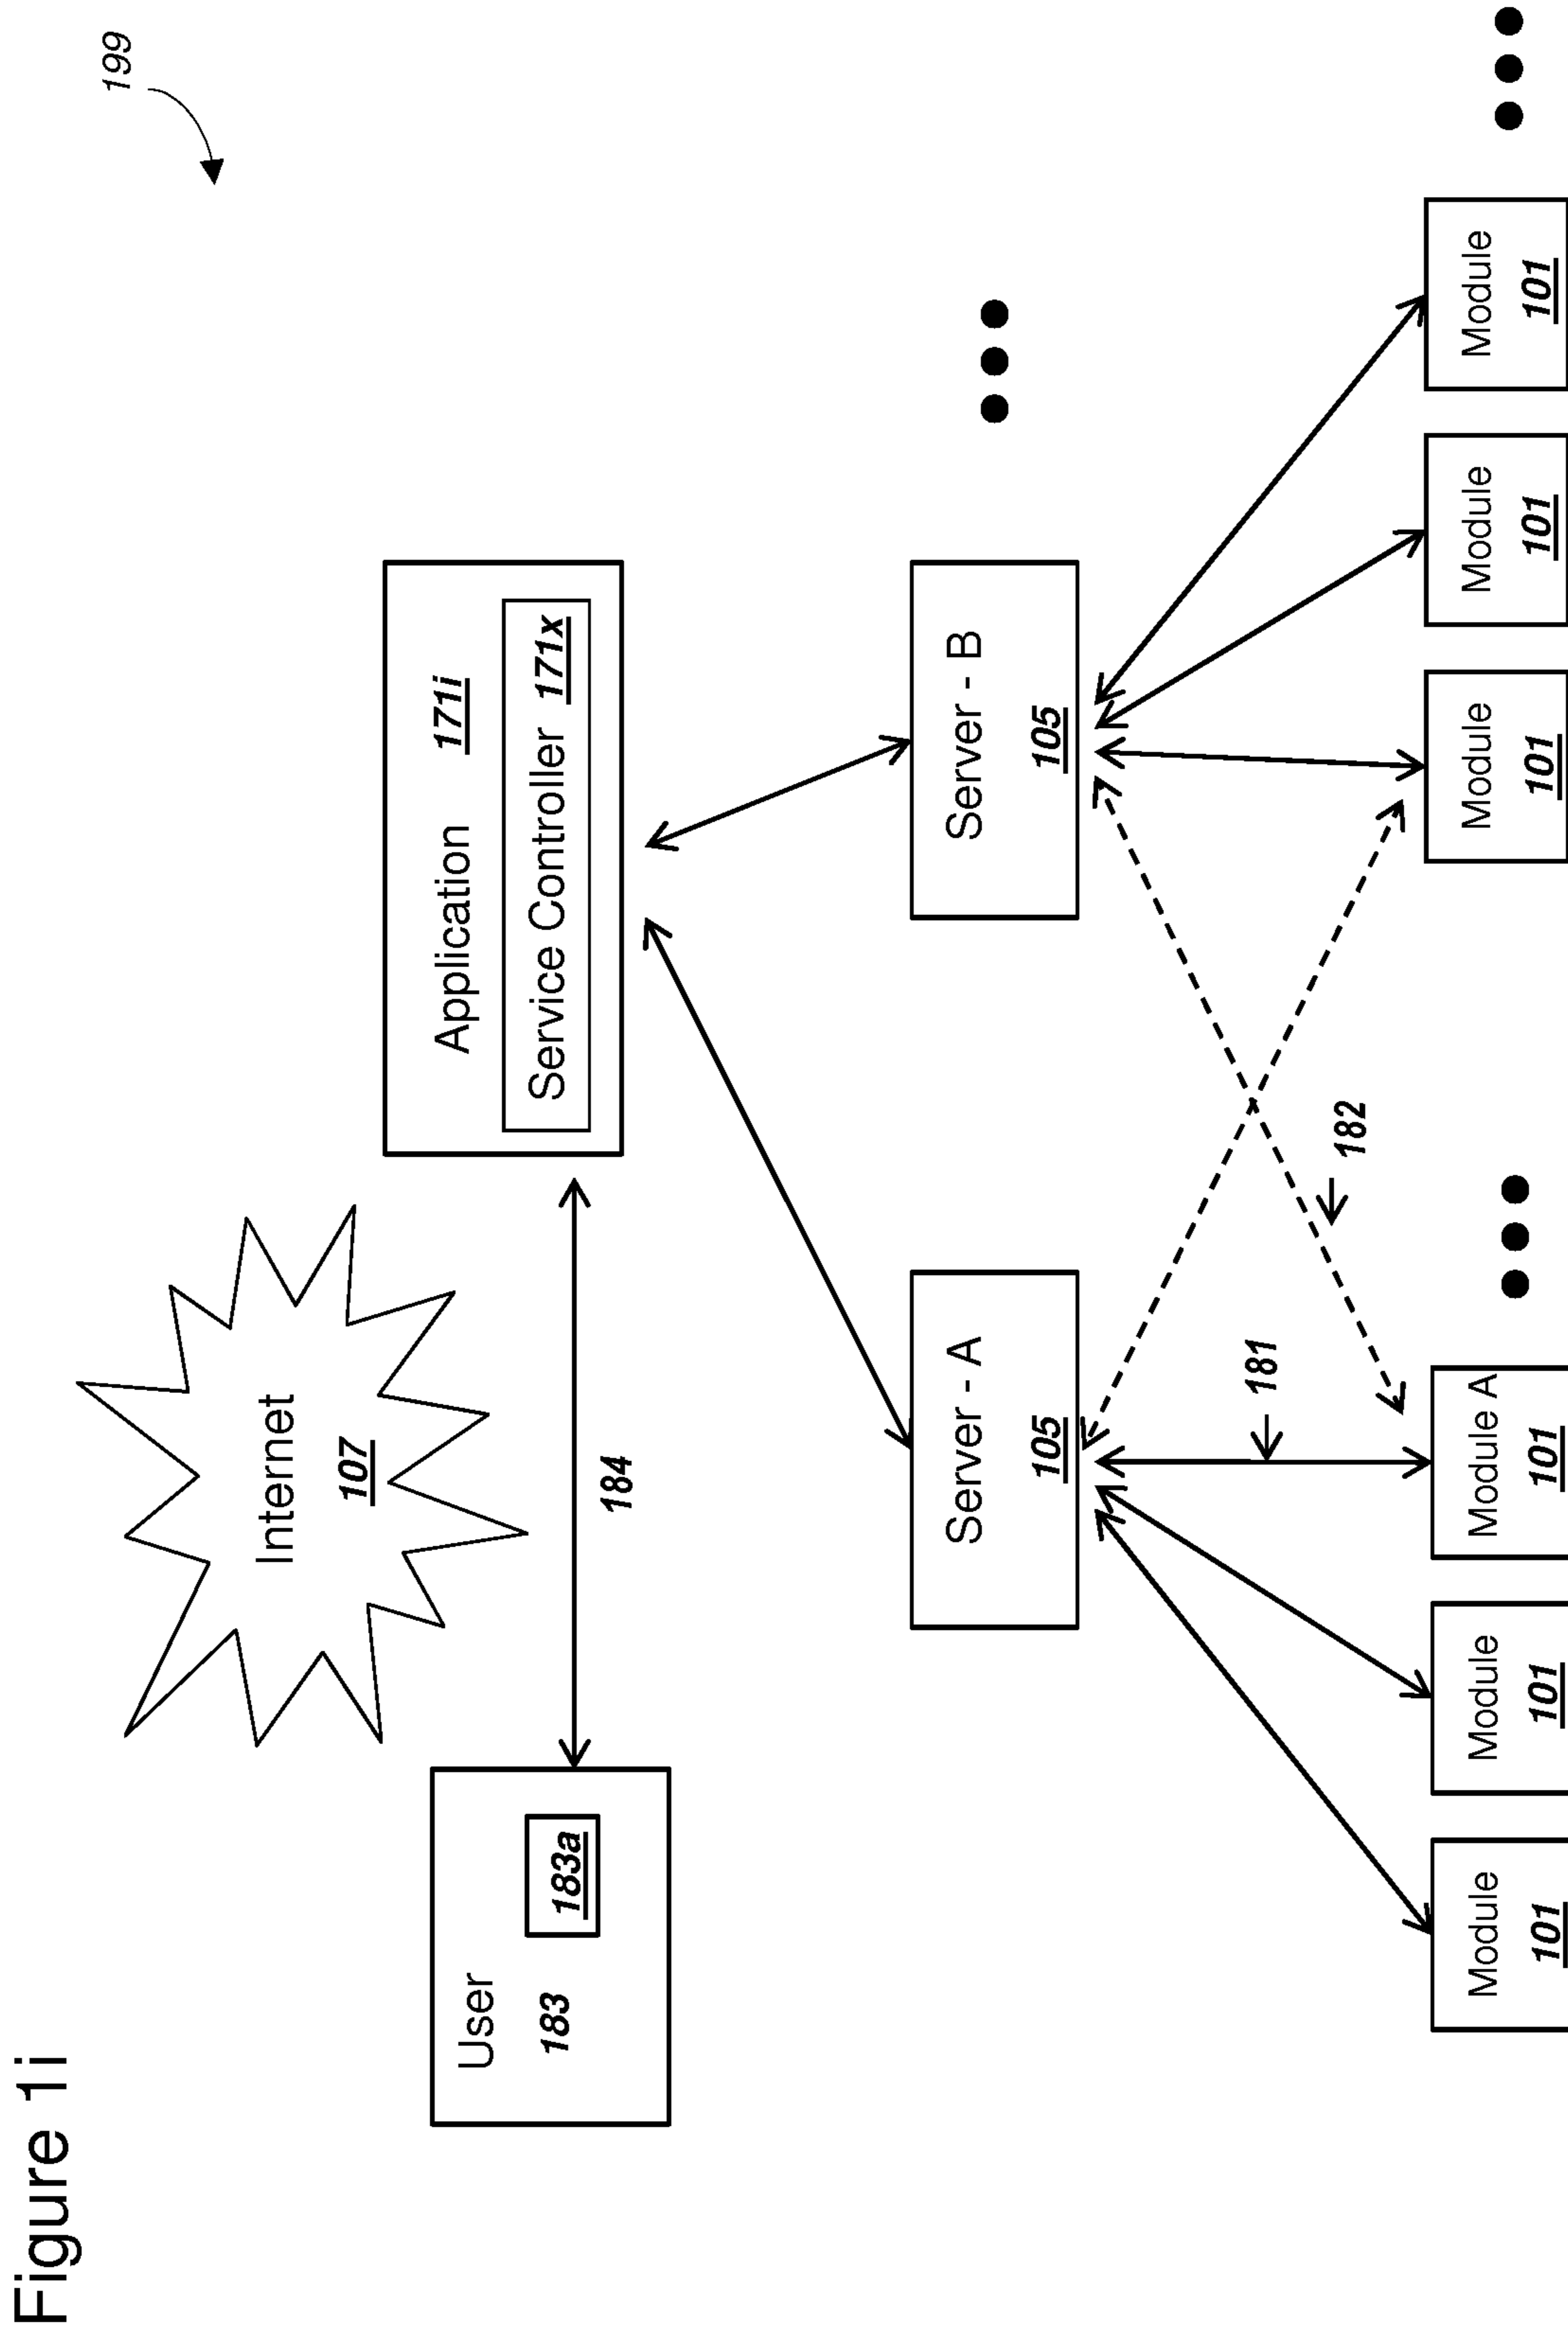 Figure 1i
199
Internet
107
User
183
183a
184
Application 171i
Service Controller 171x
Server - A
105
Server - B
105
181
182
Module
101
Module
101
Module A
101
Module
101
Module
101
Module
101